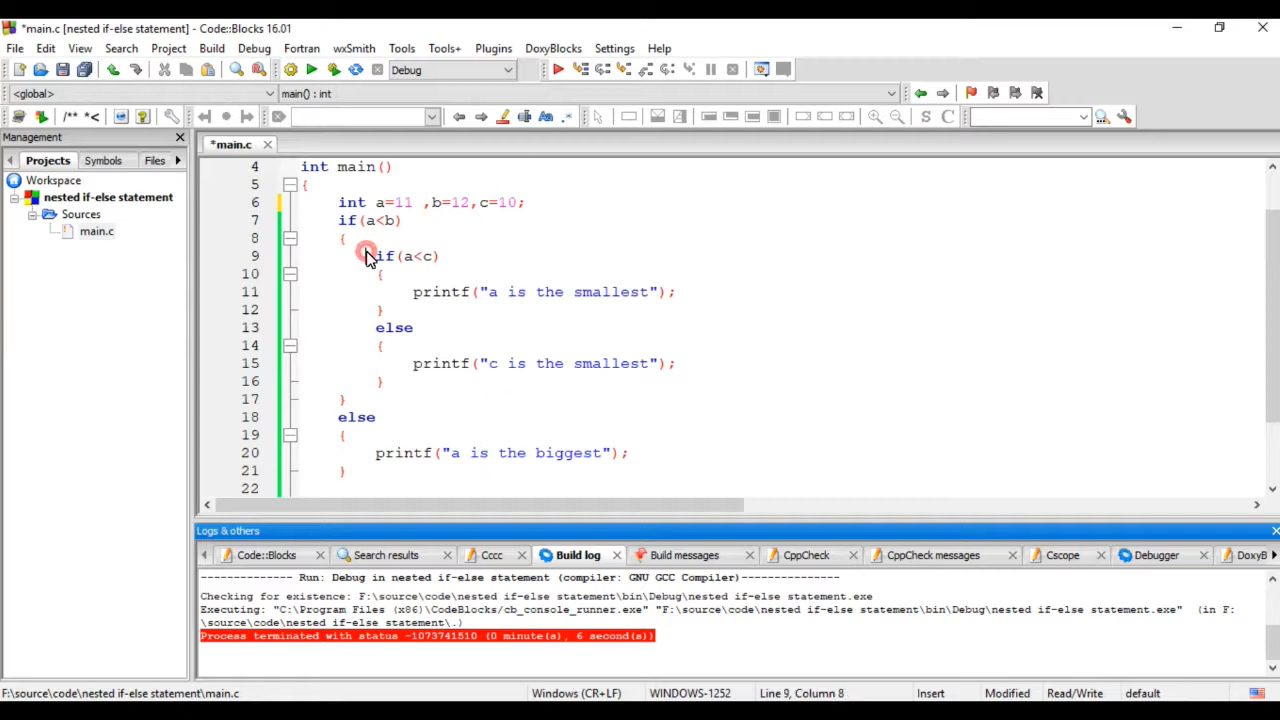 *main.c [nested if-else statement] - Code::Blocks 16.01
File Edit View Search Project Build Debug Fortran wxSmith Tools Tools+ Plugins DoxyBlocks Settings Help
Debug
<global> main() : int
/** *<
Management
Projects Symbols Files
*main.c
Workspace
nested if-else statement
Sources
main.c
4 int main()
5 {
6 int a=11 ,b=12,c=10;
7 if(a<b)
8 {
9 if(a<c)
10 {
11 printf("a is the smallest");
12 }
13 else
14 {
15 printf("c is the smallest");
16 }
17 }
18 else
19 {
20 printf("a is the biggest");
21 }
22
Logs & others
Code::Blocks Search results Cccc Build log Build messages CppCheck CppCheck messages Cscope Debugger DoxyB
-------------- Run: Debug in nested if-else statement (compiler: GNU GCC Compiler)---------------
Checking for existence: F:\source\code\nested if-else statement\bin\Debug\nested if-else statement.exe
Executing: "C:\Program Files (x86)\CodeBlocks/cb_console_runner.exe" "F:\source\code\nested if-else statement\bin\Debug\nested if-else statement.exe" (in F:
\source\code\nested if-else statement\.)
Process terminated with status -1073741510 (0 minute(s), 6 second(s))
F:\source\code\nested if-else statement\main.c Windows (CR+LF) WINDOWS-1252 Line 9, Column 8 Insert Modified Read/Write default